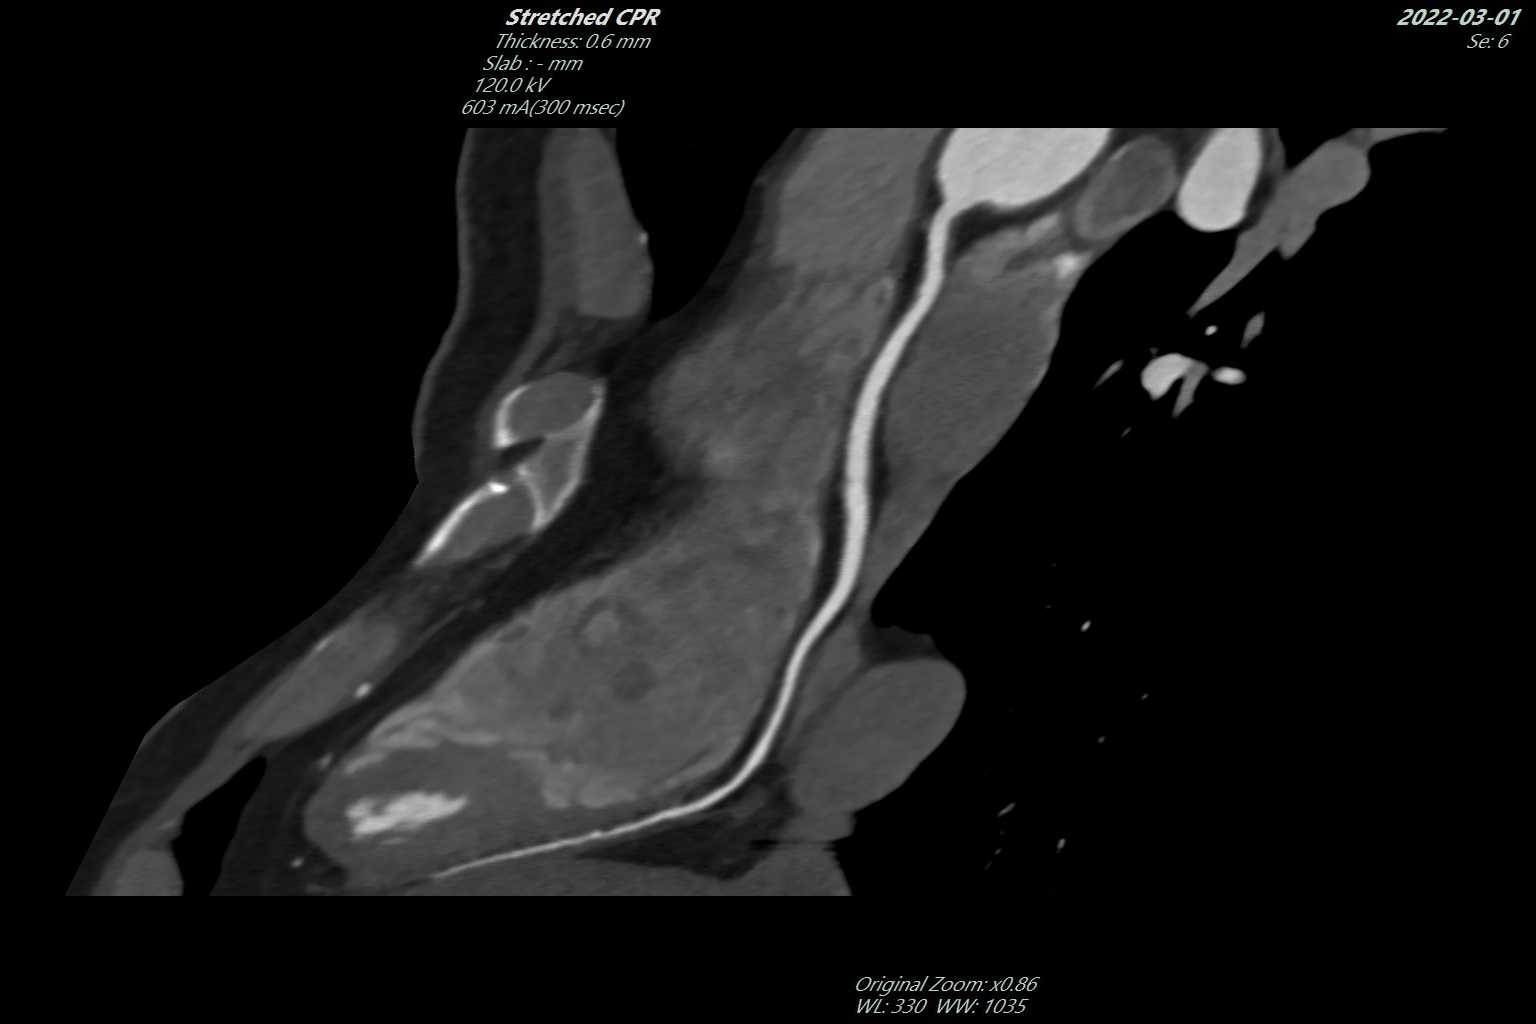 Stretched CPR
Thickness: 0.6 mm
Slab : - mm
120.0 kV
603 mA(300 msec)
2022-03-01
Se: 6
Original Zoom: x0.86
WL: 330 WW: 1035